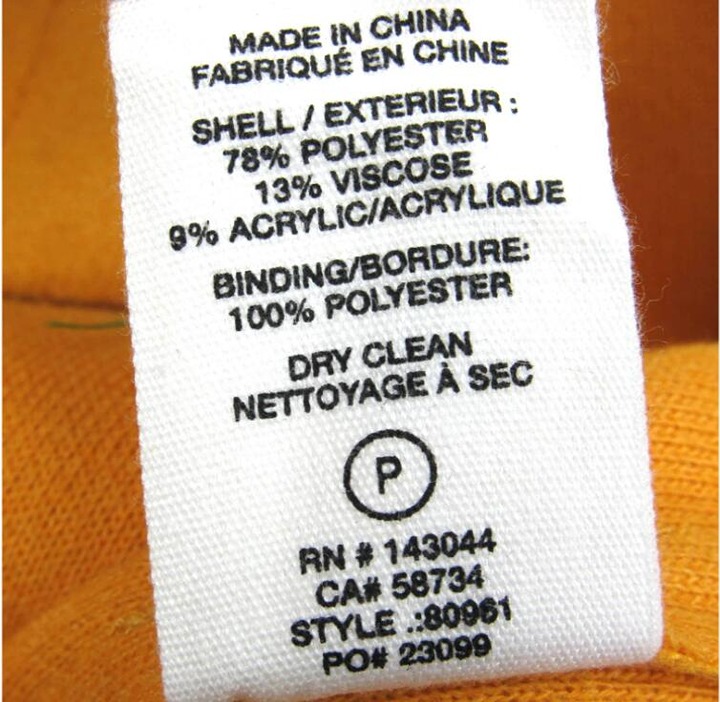 MADE IN CHINA
FABRIQUÉ EN CHINE
SHELL / EXTERIEUR :
78% POLYESTER
13% VISCOSE
9% ACRYLIC/ACRYLIQUE
BINDING/BORDURE:
100% POLYESTER
DRY CLEAN
NETTOYAGE À SEC
P
RN # 143044
CA# 58734
STYLE .:80961
PO# 23099